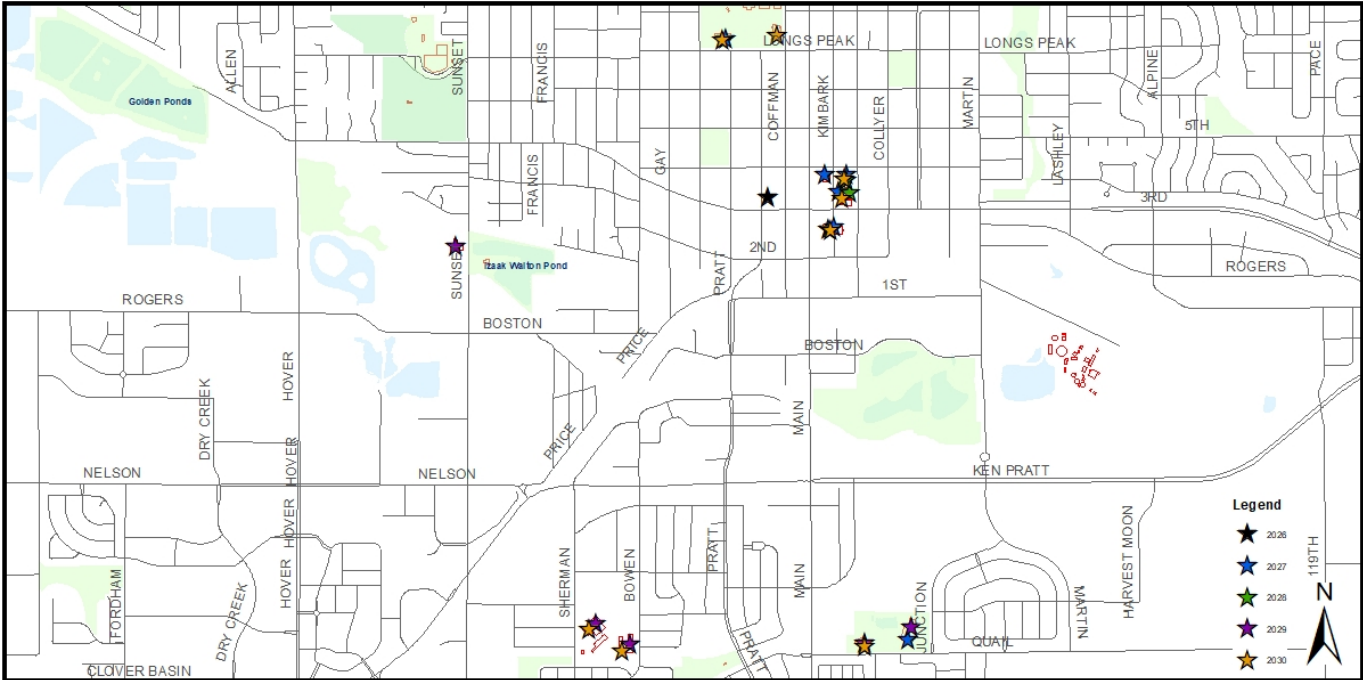 LONGS PEAK
LONGS PEAK
ALLEN
SUNSET
FRANCIS
COFFMAN
KIMBARK
COLLYER
MARTIN
ALPINE
PACE
Golden Ponds
5TH
GAY
LASHLEY
FRANCIS
3RD
2ND
SUNSET
Izaak Walton Pond
PRATT
ROGERS
1ST
ROGERS
BOSTON
PRICE
BOSTON
HOVER
DRY CREEK
MAIN
PRICE
HOVER
NELSON
NELSON
KEN PRATT
HOVER
Legend
2026
2027
2028
2029
2030
HARVEST MOON
119TH
PRATT
SHERMAN
BOWEN
MAIN
FORDHAM
HOVER
DRY CREEK
JUNCTION
MARTIN
N
QUAIL
PRATT
CLOVER BASIN